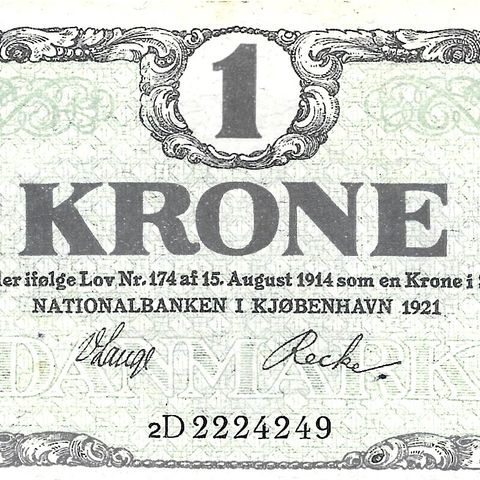 1
KRONE
ifølge Lov Nr. 174 af 15. August 1914 som en Krone i
NATIONALBANKEN I KJØBENHAVN 1921
DANMARK
V Lange Recke
2D 2224249